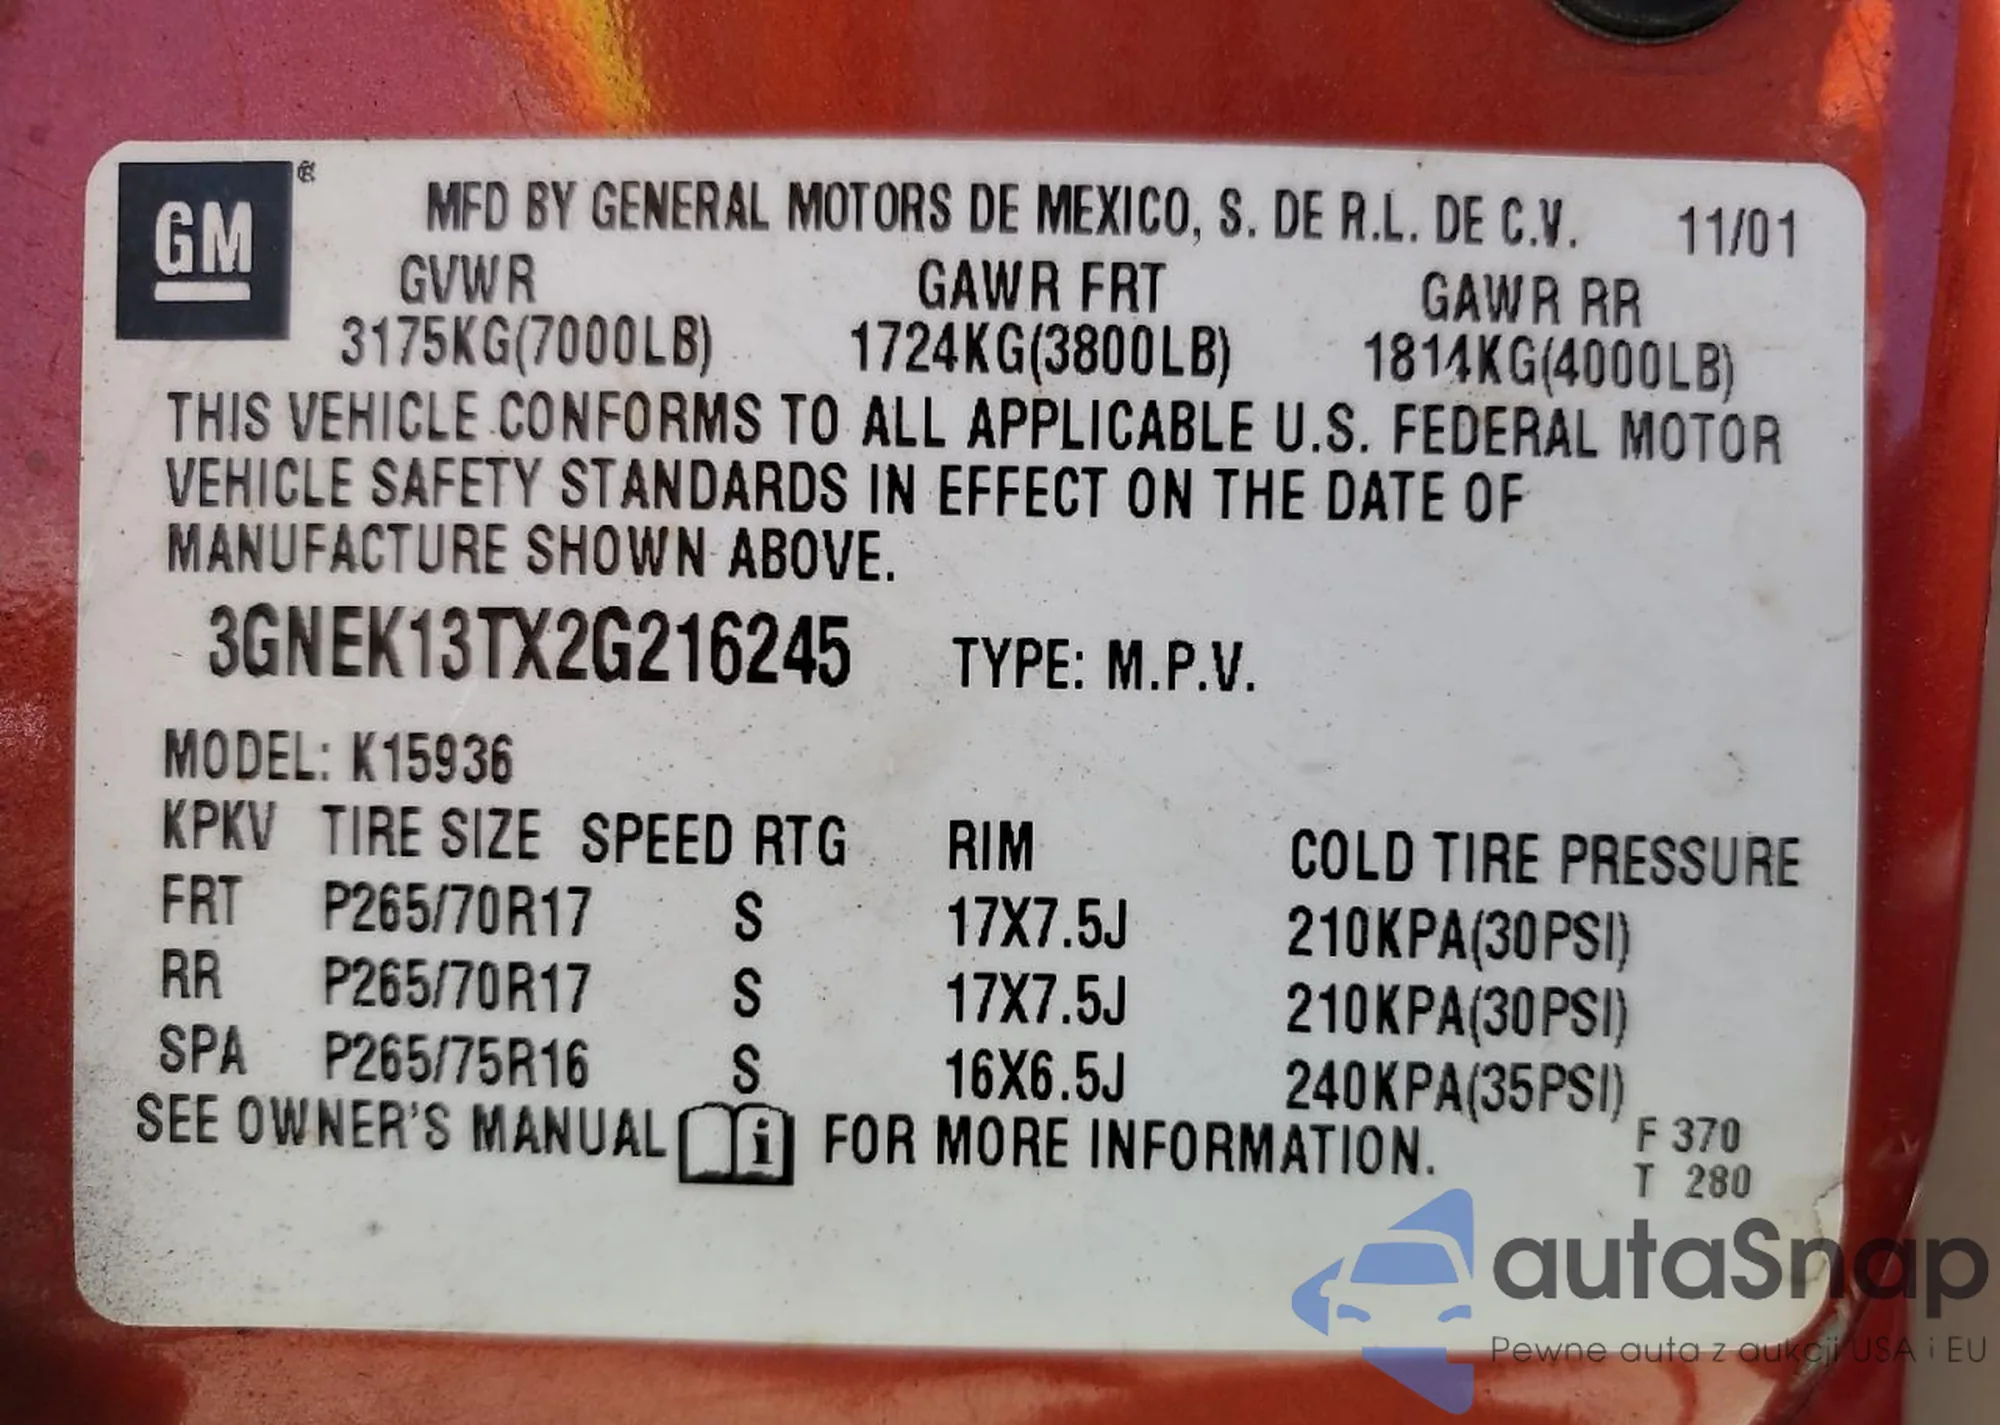 GM ®
MFD BY GENERAL MOTORS DE MEXICO, S. DE R.L. DE C.V. 11/01
GVWR GAWR FRT GAWR RR
3175KG(7000LB) 1724KG(3800LB) 1814KG(4000LB)
THIS VEHICLE CONFORMS TO ALL APPLICABLE U.S. FEDERAL MOTOR
VEHICLE SAFETY STANDARDS IN EFFECT ON THE DATE OF
MANUFACTURE SHOWN ABOVE.
3GNEK13TX2G216245 TYPE: M.P.V.
MODEL: K15936
KPKV TIRE SIZE SPEED RTG RIM COLD TIRE PRESSURE
FRT P265/70R17 S 17X7.5J 210KPA(30PSI)
RR P265/70R17 S 17X7.5J 210KPA(30PSI)
SPA P265/75R16 S 16X6.5J 240KPA(35PSI)
SEE OWNER'S MANUAL i FOR MORE INFORMATION.
F 370
T 280
autaSnap
Pewne auta z aukcji USA i EU